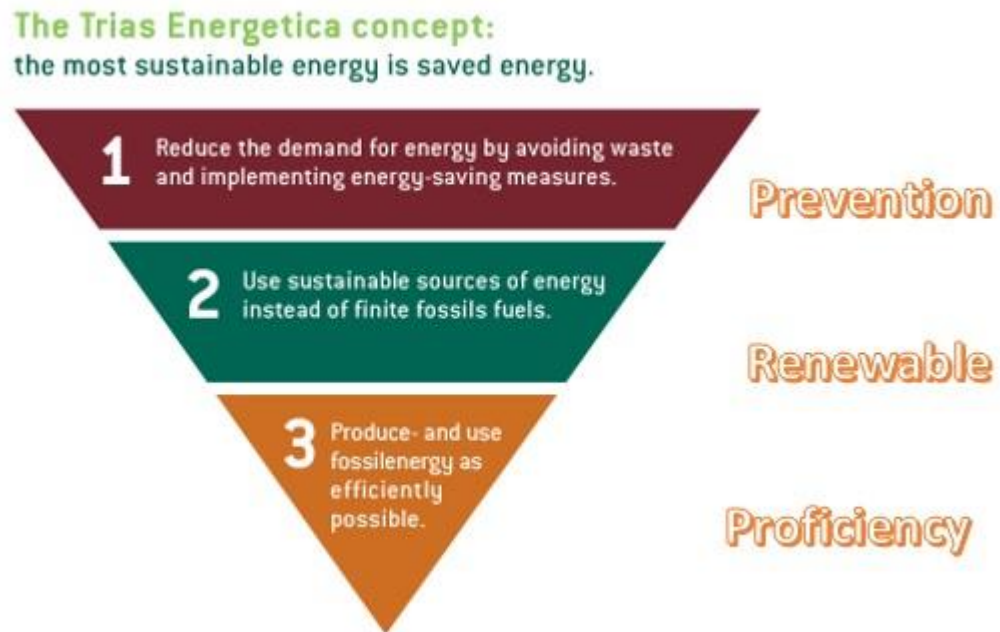 The Trias Energetica concept:
the most sustainable energy is saved energy.
1
Reduce the demand for energy by avoiding waste
and implementing energy-saving measures.
Prevention
2
Use sustainable sources of energy
instead of finite fossils fuels.
Renewable
3
Produce- and use
fossilenergy as
efficiently
possible.
Proficiency